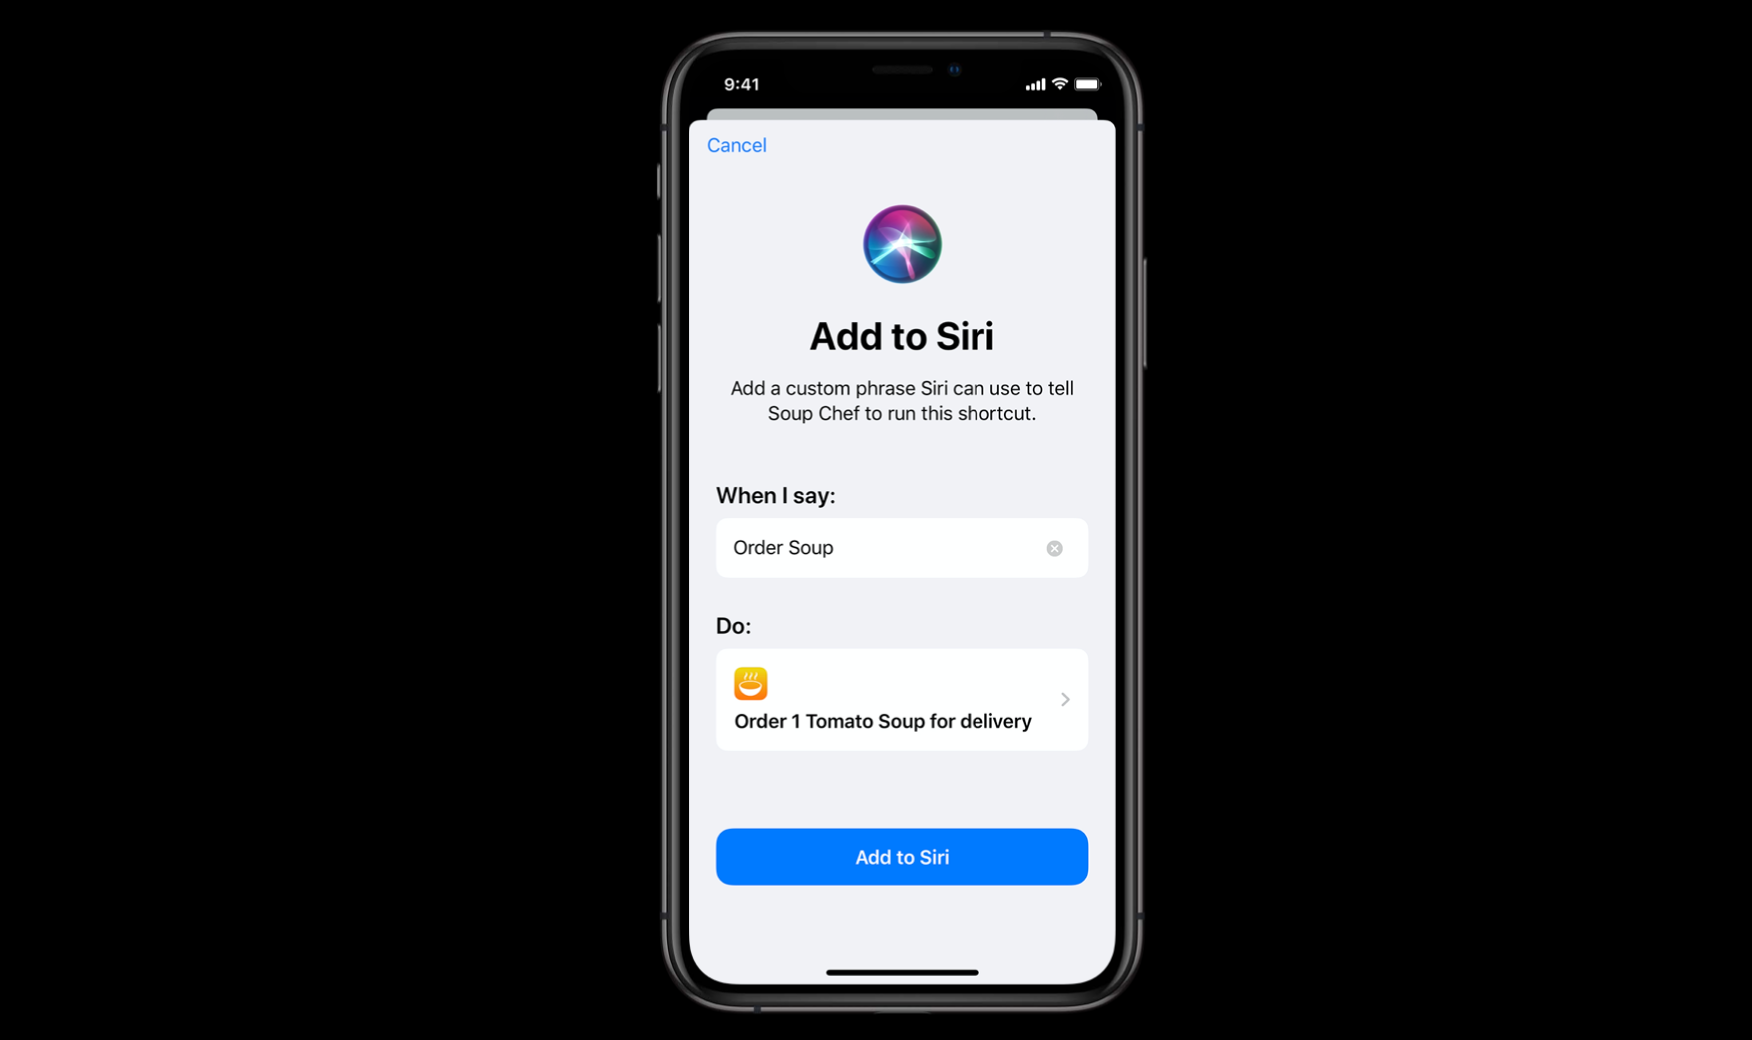 9:41
Cancel
Add to Siri
Add a custom phrase Siri can use to tell
Soup Chef to run this shortcut.
When I say:
Order Soup
Do:
Order 1 Tomato Soup for delivery
Add to Siri